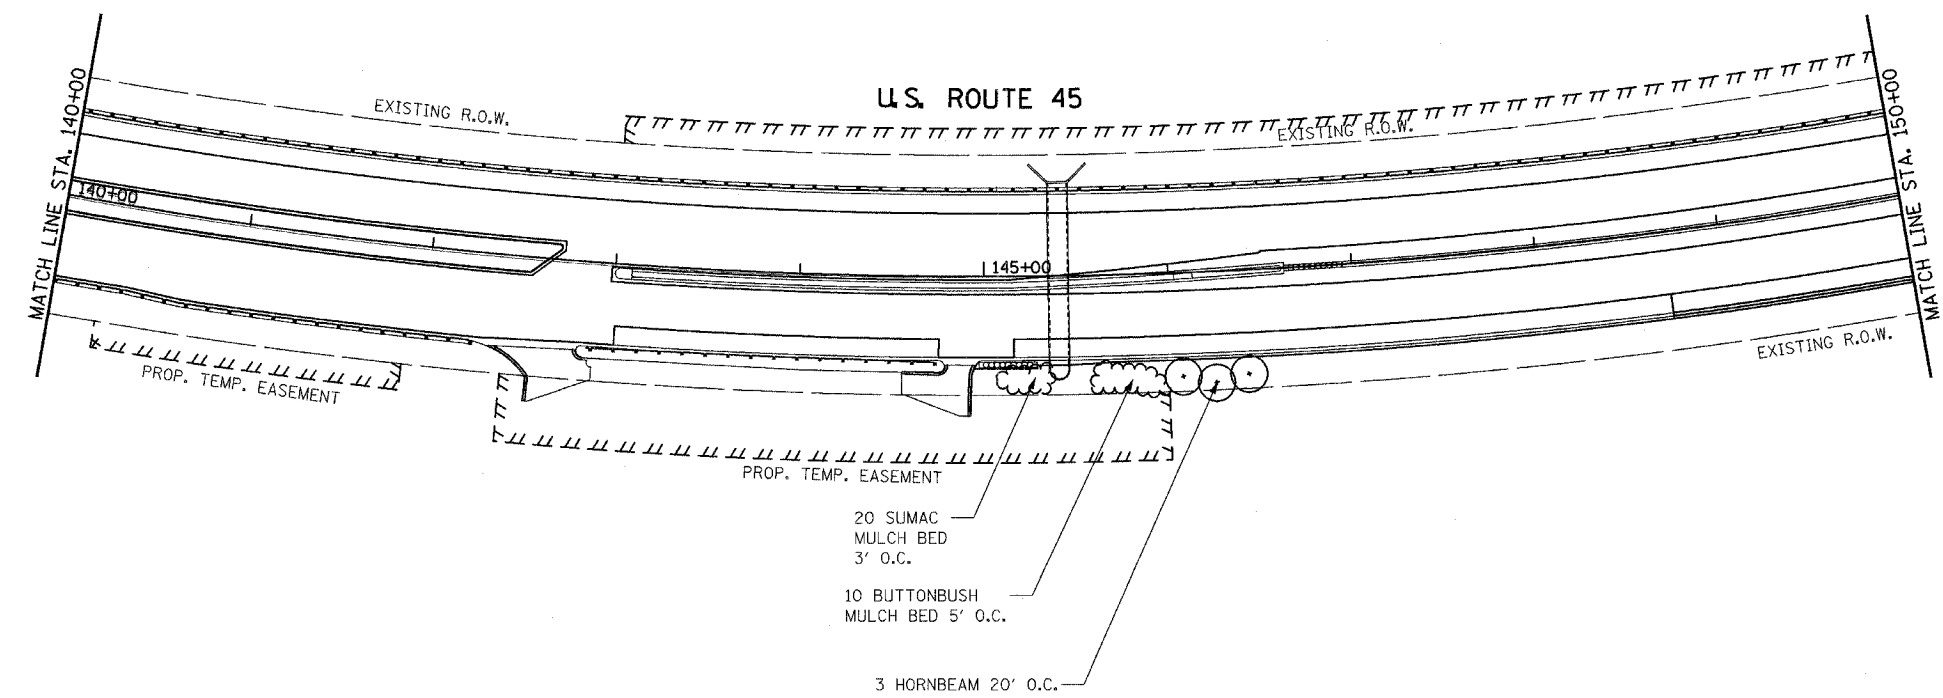 U.S. ROUTE 45
EXISTING R.O.W.
EXISTING R.O.W.
MATCH LINE STA. 140+00
140+00
145+00
MATCH LINE STA. 150+00
EXISTING R.O.W.
PROP. TEMP. EASEMENT
PROP. TEMP. EASEMENT
20 SUMAC
MULCH BED
3' O.C.
10 BUTTONBUSH
MULCH BED 5' O.C.
3 HORNBEAM 20' O.C.